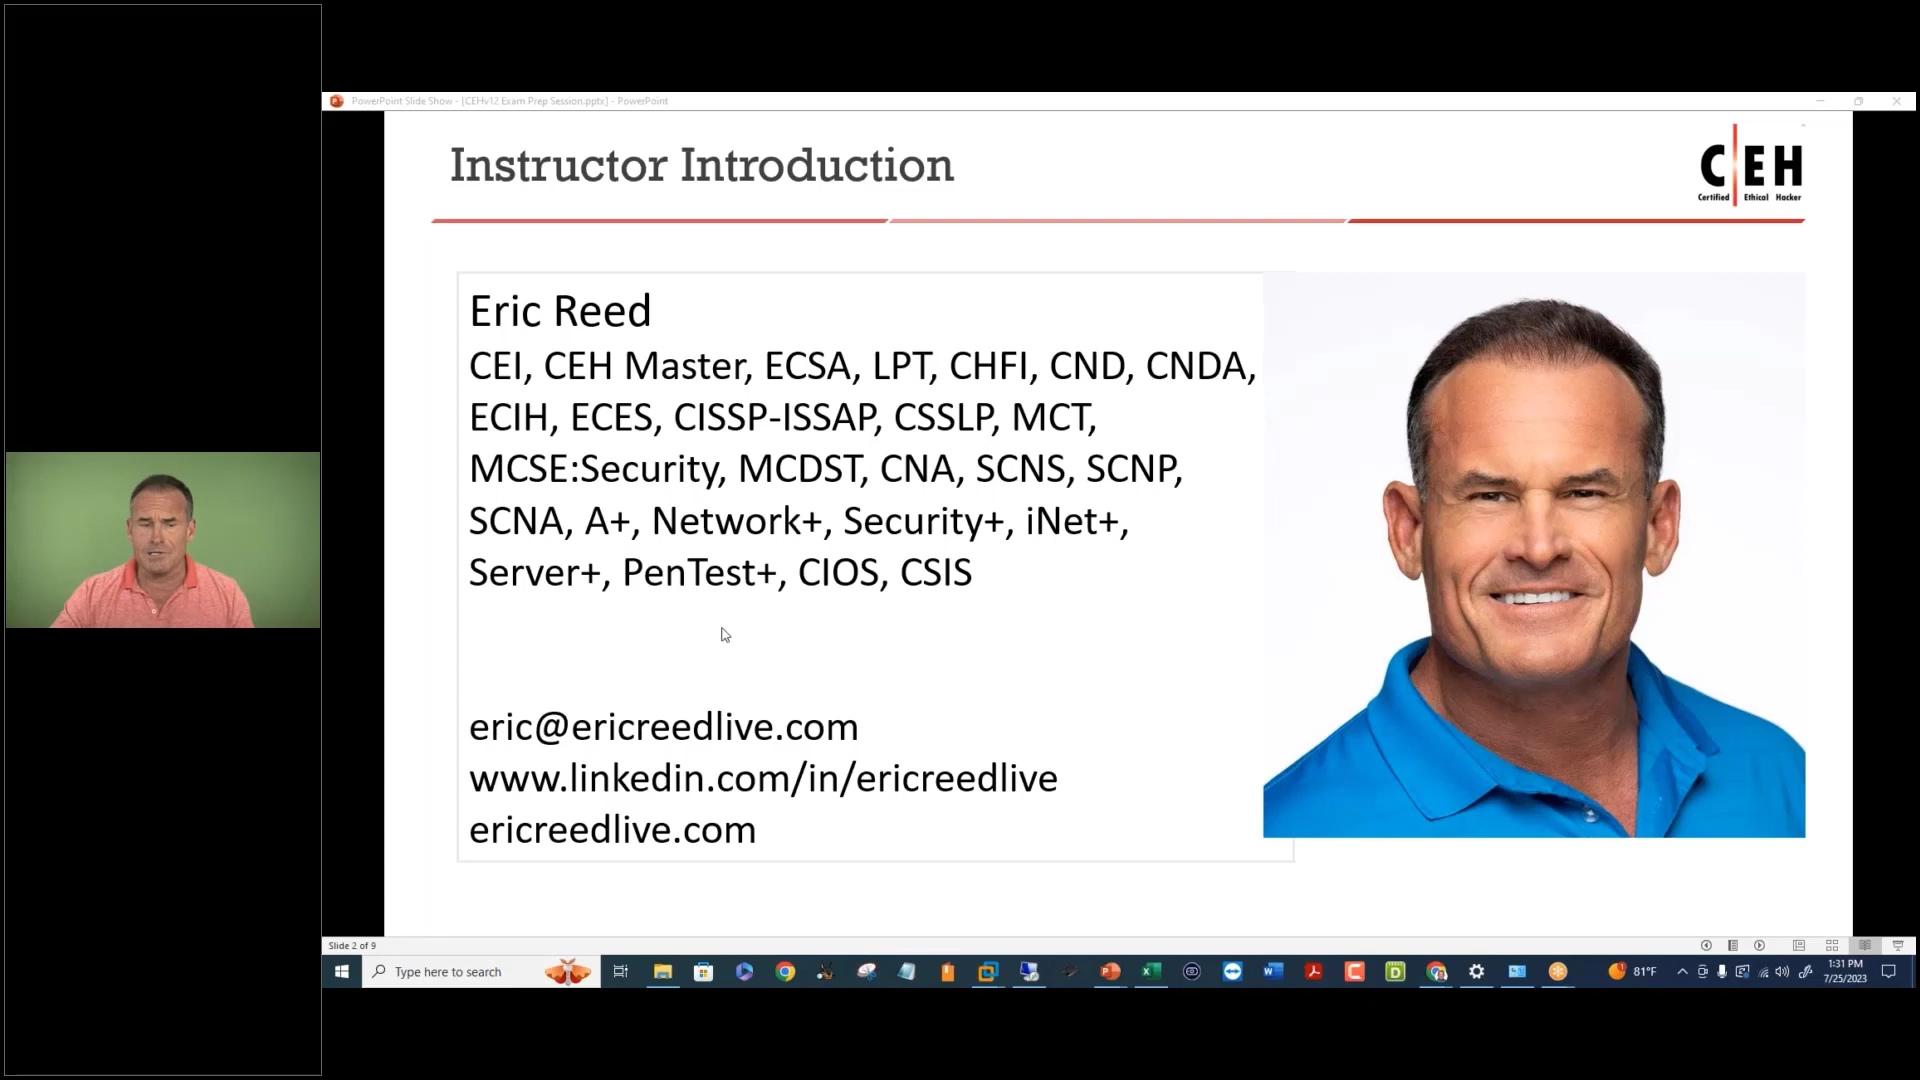 PowerPoint Slide Show - [CEHv12 Exam Prep Session.pptx] - PowerPoint
Instructor Introduction
C EH
Certified Ethical Hacker
Eric Reed
CEI, CEH Master, ECSA, LPT, CHFI, CND, CNDA,
ECIH, ECES, CISSP-ISSAP, CSSLP, MCT,
MCSE:Security, MCDST, CNA, SCNS, SCNP,
SCNA, A+, Network+, Security+, iNet+,
Server+, PenTest+, CIOS, CSIS
eric@ericreedlive.com
www.linkedin.com/in/ericreedlive
ericreedlive.com
Slide 2 of 9
Type here to search
81°F
1:31 PM
7/25/2023